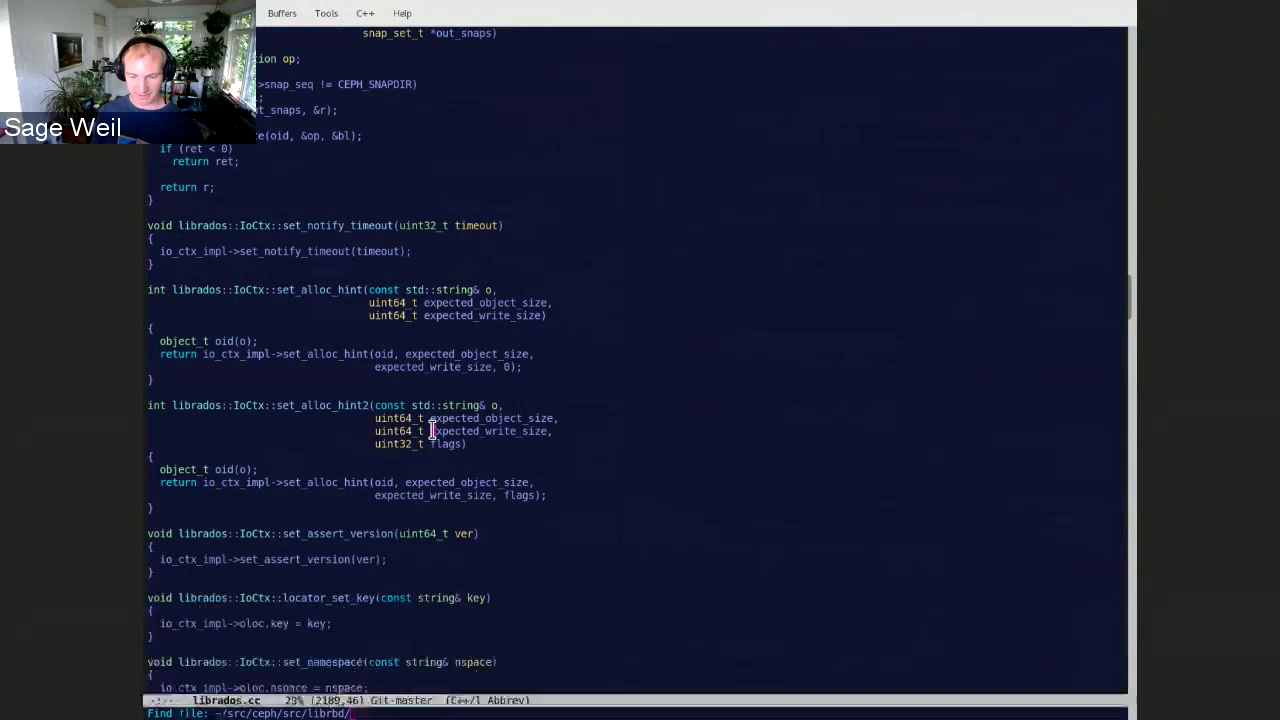 Buffers Tools C++ Help
Sage Weil
snap_set_t *out_snaps)
tion op;
>snap_seq != CEPH_SNAPDIR)
;
t_snaps, &r);
te(oid, &op, &bl);
if (ret < 0)
return ret;
return r;
}
void librados::IoCtx::set_notify_timeout(uint32_t timeout)
{
io_ctx_impl->set_notify_timeout(timeout);
}
int librados::IoCtx::set_alloc_hint(const std::string& o,
uint64_t expected_object_size,
uint64_t expected_write_size)
{
object_t oid(o);
return io_ctx_impl->set_alloc_hint(oid, expected_object_size,
expected_write_size, 0);
}
int librados::IoCtx::set_alloc_hint2(const std::string& o,
uint64_t expected_object_size,
uint64_t expected_write_size,
uint32_t flags)
{
object_t oid(o);
return io_ctx_impl->set_alloc_hint(oid, expected_object_size,
expected_write_size, flags);
}
void librados::IoCtx::set_assert_version(uint64_t ver)
{
io_ctx_impl->set_assert_version(ver);
}
void librados::IoCtx::locator_set_key(const string& key)
{
io_ctx_impl->oloc.key = key;
}
void librados::IoCtx::set_namespace(const string& nspace)
{
io_ctx_impl->oloc.nspace = nspace;
librados.cc 29% (2189,46) Git-master (C++/l Abbrev)
Find file: ~/src/ceph/src/librbd/